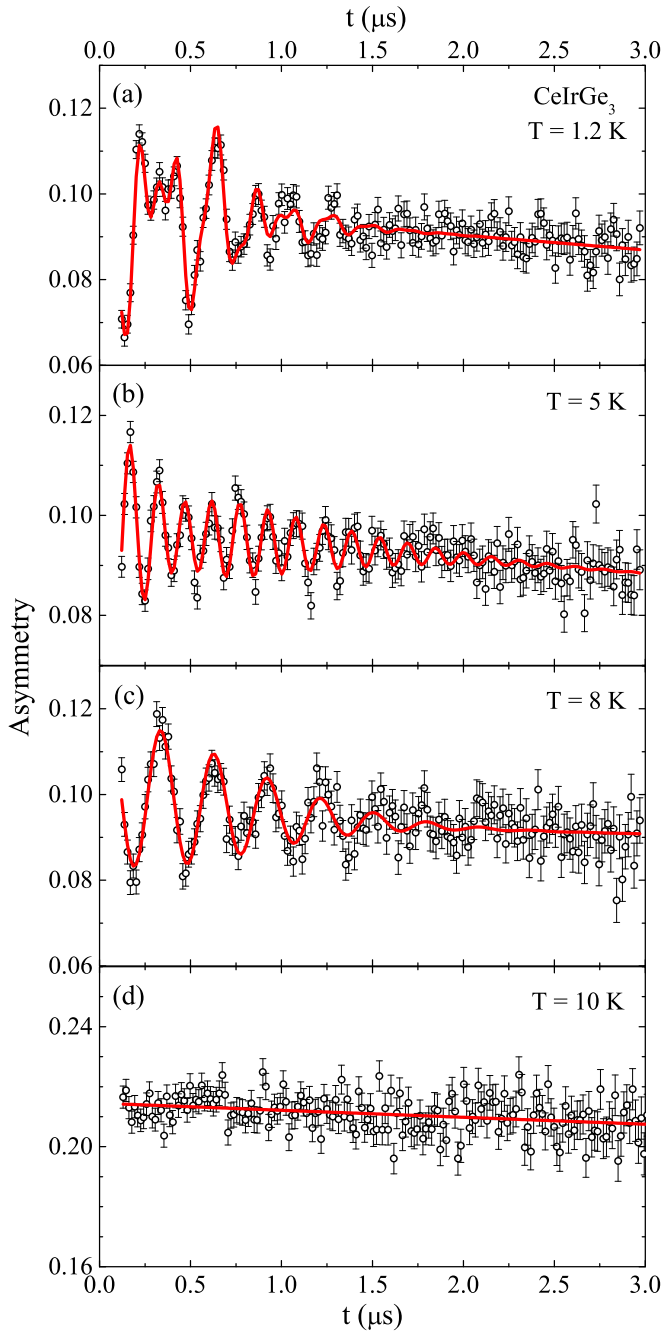 t (μs)
0.0 0.5 1.0 1.5 2.0 2.5 3.0
(a)
CeIrGe₃
T = 1.2 K
0.12
0.10
0.08
0.06
(b)
T = 5 K
0.12
0.10
0.08
Asymmetry
(c)
T = 8 K
0.12
0.10
0.08
0.06
(d)
T = 10 K
0.24
0.20
0.16
0.0 0.5 1.0 1.5 2.0 2.5 3.0
t (μs)